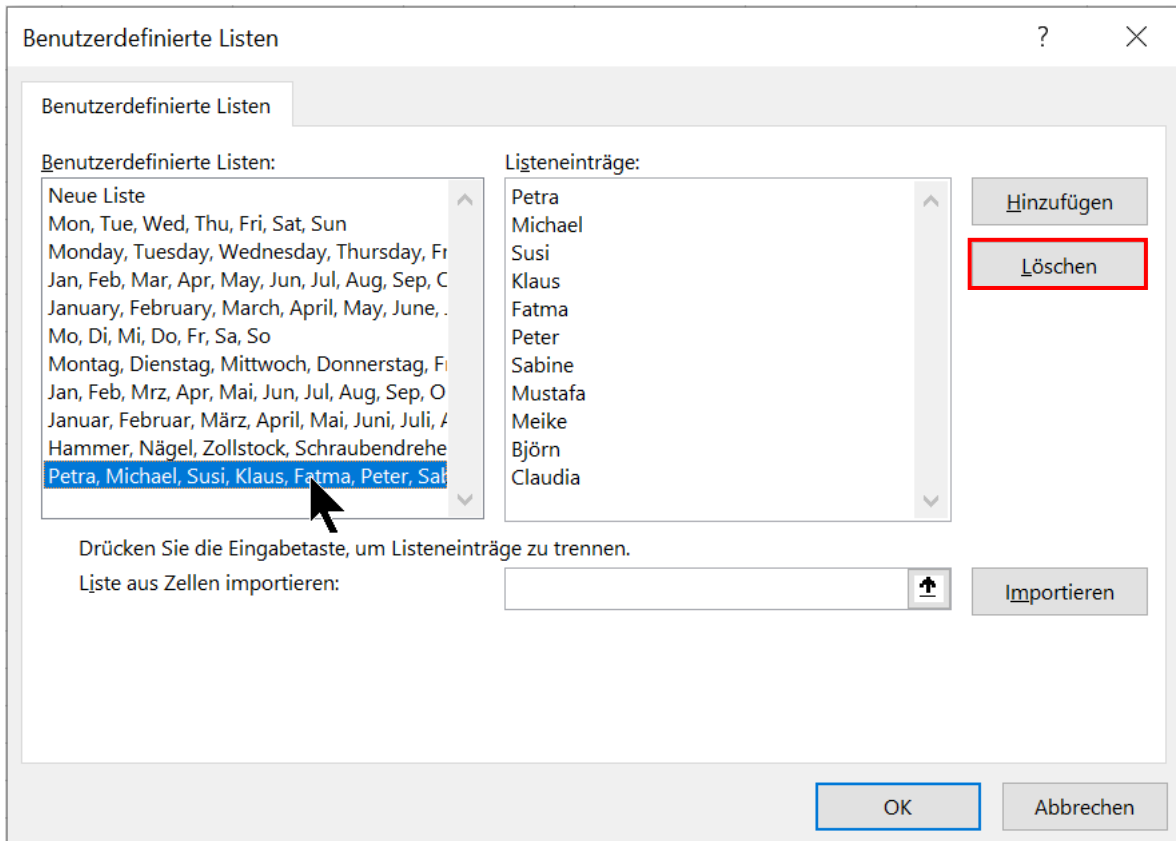 Benutzerdefinierte Listen ?
Benutzerdefinierte Listen
Benutzerdefinierte Listen:
Neue Liste
Mon, Tue, Wed, Thu, Fri, Sat, Sun
Monday, Tuesday, Wednesday, Thursday, Fr
Jan, Feb, Mar, Apr, May, Jun, Jul, Aug, Sep, O
January, February, March, April, May, June, .
Mo, Di, Mi, Do, Fr, Sa, So
Montag, Dienstag, Mittwoch, Donnerstag, Fr
Jan, Feb, Mrz, Apr, Mai, Jun, Jul, Aug, Sep, O
Januar, Februar, März, April, Mai, Juni, Juli, A
Hammer, Nägel, Zollstock, Schraubendrehe
Petra, Michael, Susi, Klaus, Fatma, Peter, Sab
Listeneinträge:
Petra
Michael
Susi
Klaus
Fatma
Peter
Sabine
Mustafa
Meike
Björn
Claudia
Hinzufügen
Löschen
Drücken Sie die Eingabetaste, um Listeneinträge zu trennen.
Liste aus Zellen importieren:
Importieren
OK
Abbrechen